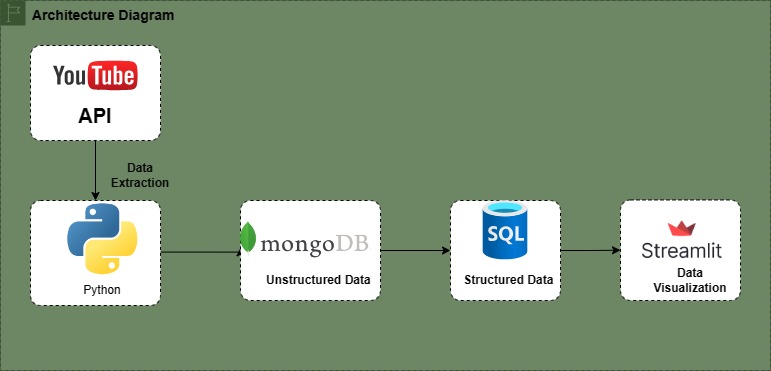 Architecture Diagram
YouTube
API
Data
Extraction
Python
mongoDB
Unstructured Data
SQL
Structured Data
Streamlit
Data
Visualization